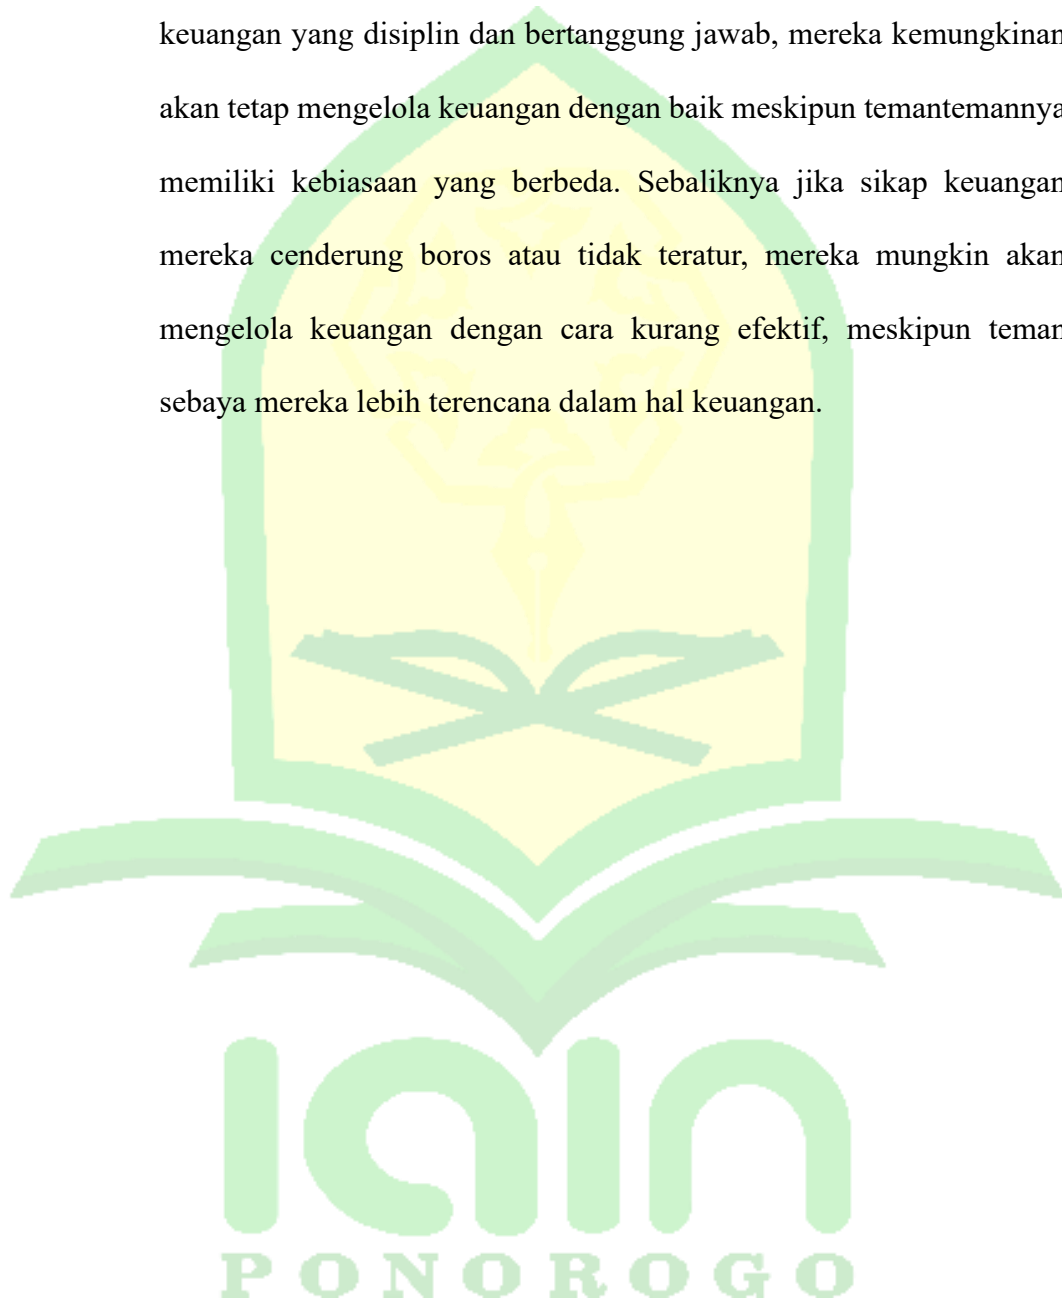 keuangan yang disiplin dan bertanggung jawab, mereka kemungkinan
akan tetap mengelola keuangan dengan baik meskipun temantemannya
memiliki kebiasaan yang berbeda. Sebaliknya jika sikap keuangan
mereka cenderung boros atau tidak teratur, mereka mungkin akan
mengelola keuangan dengan cara kurang efektif, meskipun teman
sebaya mereka lebih terencana dalam hal keuangan.
iain
PONOROGO